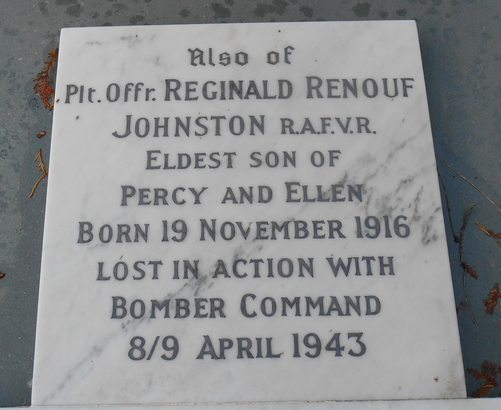 Also of
Plt. Offr. REGINALD RENOUF
JOHNSTON R.A.F.V.R.
ELDEST SON OF
PERCY AND ELLEN
BORN 19 NOVEMBER 1916
LOST IN ACTION WITH
BOMBER COMMAND
8/9 APRIL 1943